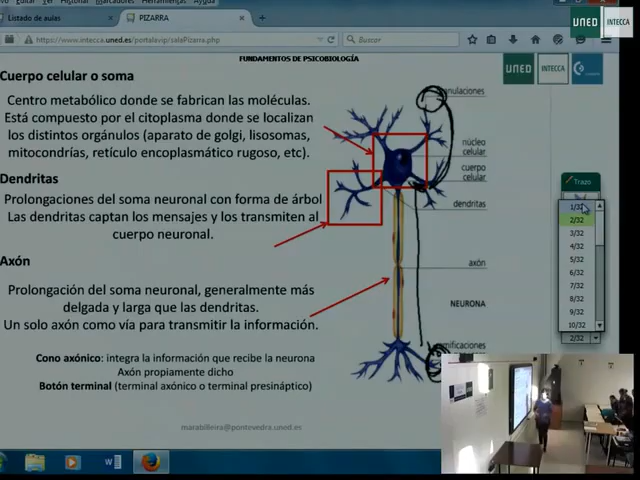 Editar Ver Historial Marcadores Herramientas Ayuda
Listado de aulas
PIZARRA
https://www.intecca.uned.es/portalavip/salaPizarra.php
Buscar
UNED
INTECCA
FUNDAMENTOS DE PSICOBIOLOGÍA
UNED
INTECCA
Cuerpo celular o soma
Centro metabólico donde se fabrican las moléculas.
Está compuesto por el citoplasma donde se localizan
los distintos orgánulos (aparato de golgi, lisosomas,
mitocondrías, retículo encoplasmático rugoso, etc).
Dendritas
Prolongaciones del soma neuronal con forma de árbol
Las dendritas captan los mensajes y los transmiten al
cuerpo neuronal.
Axón
Prolongación del soma neuronal, generalmente más
delgada y larga que las dendritas.
Un solo axón como vía para transmitir la información.
Cono axónico: integra la información que recibe la neurona
Axón propiamente dicho
Botón terminal (terminal axónico o terminal presináptico)
marabilleira@pontevedra.uned.es
núcleo
celular
cuerpo
celular
dendritas
axón
NEURONA
Trazo
1/32
2/32
3/32
4/32
5/32
6/32
7/32
8/32
9/32
10/32
2/32